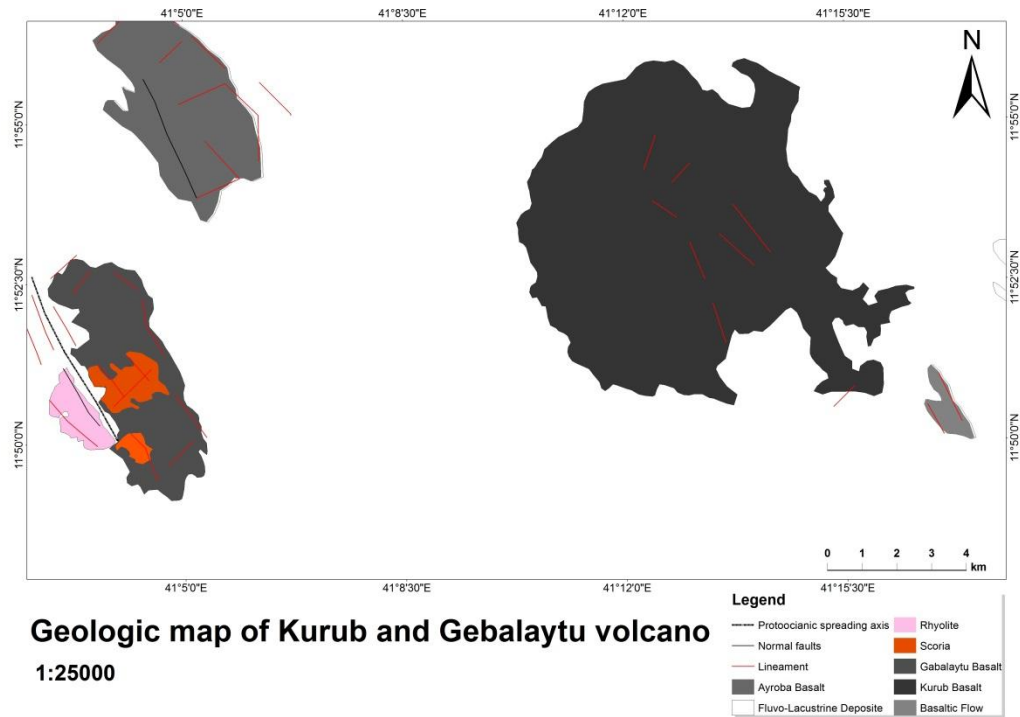 41°5'0"E 41°8'30"E 41°12'0"E 41°15'30"E
N
11°55'0"N 11°55'0"N
11°52'30"N 11°52'30"N
11°50'0"N 11°50'0"N
0 1 2 3 4
km
41°5'0"E 41°8'30"E 41°12'0"E 41°15'30"E
Geologic map of Kurub and Gebalaytu volcano
1:25000
Legend
Protoocianic spreading axis
Normal faults
Lineament
Ayroba Basalt
Fluvo-Lacustrine Deposite
Rhyolite
Scoria
Gabalaytu Basalt
Kurub Basalt
Basaltic Flow